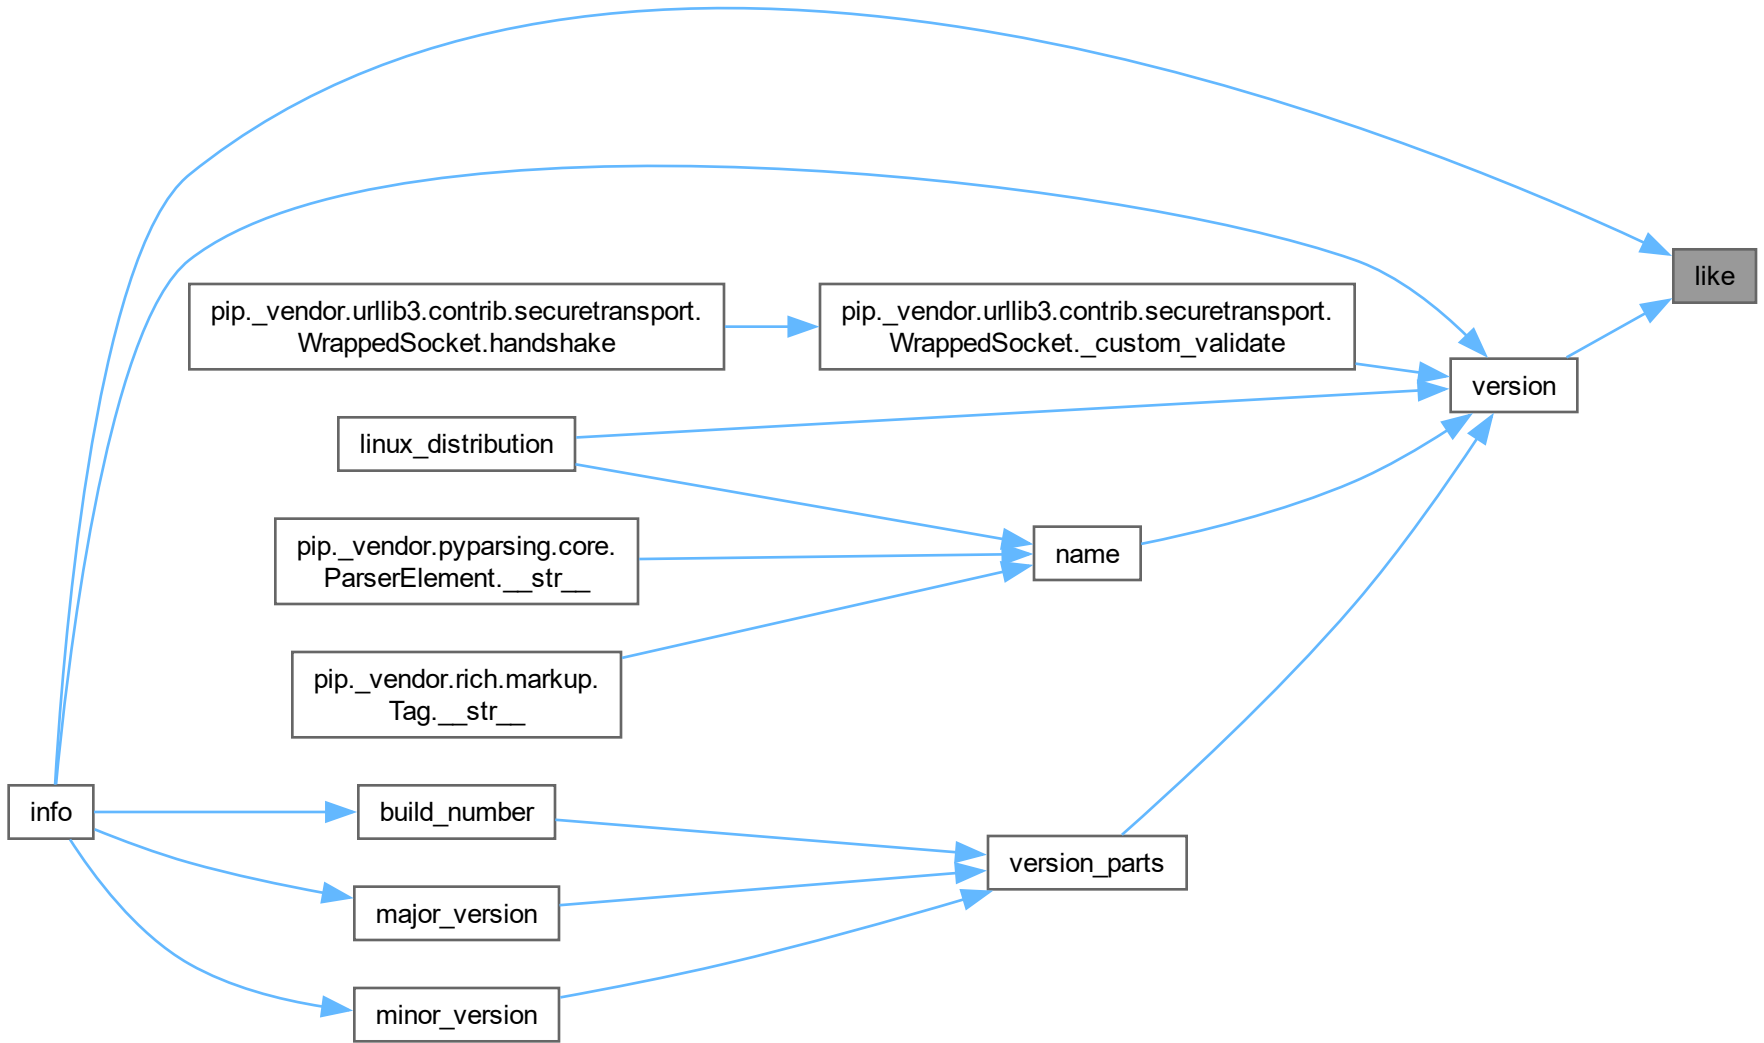 like
pip._vendor.urllib3.contrib.securetransport.
WrappedSocket.handshake
pip._vendor.urllib3.contrib.securetransport.
WrappedSocket._custom_validate
version
linux_distribution
pip._vendor.pyparsing.core.
ParserElement.__str__
name
pip._vendor.rich.markup.
Tag.__str__
info
build_number
version_parts
major_version
minor_version